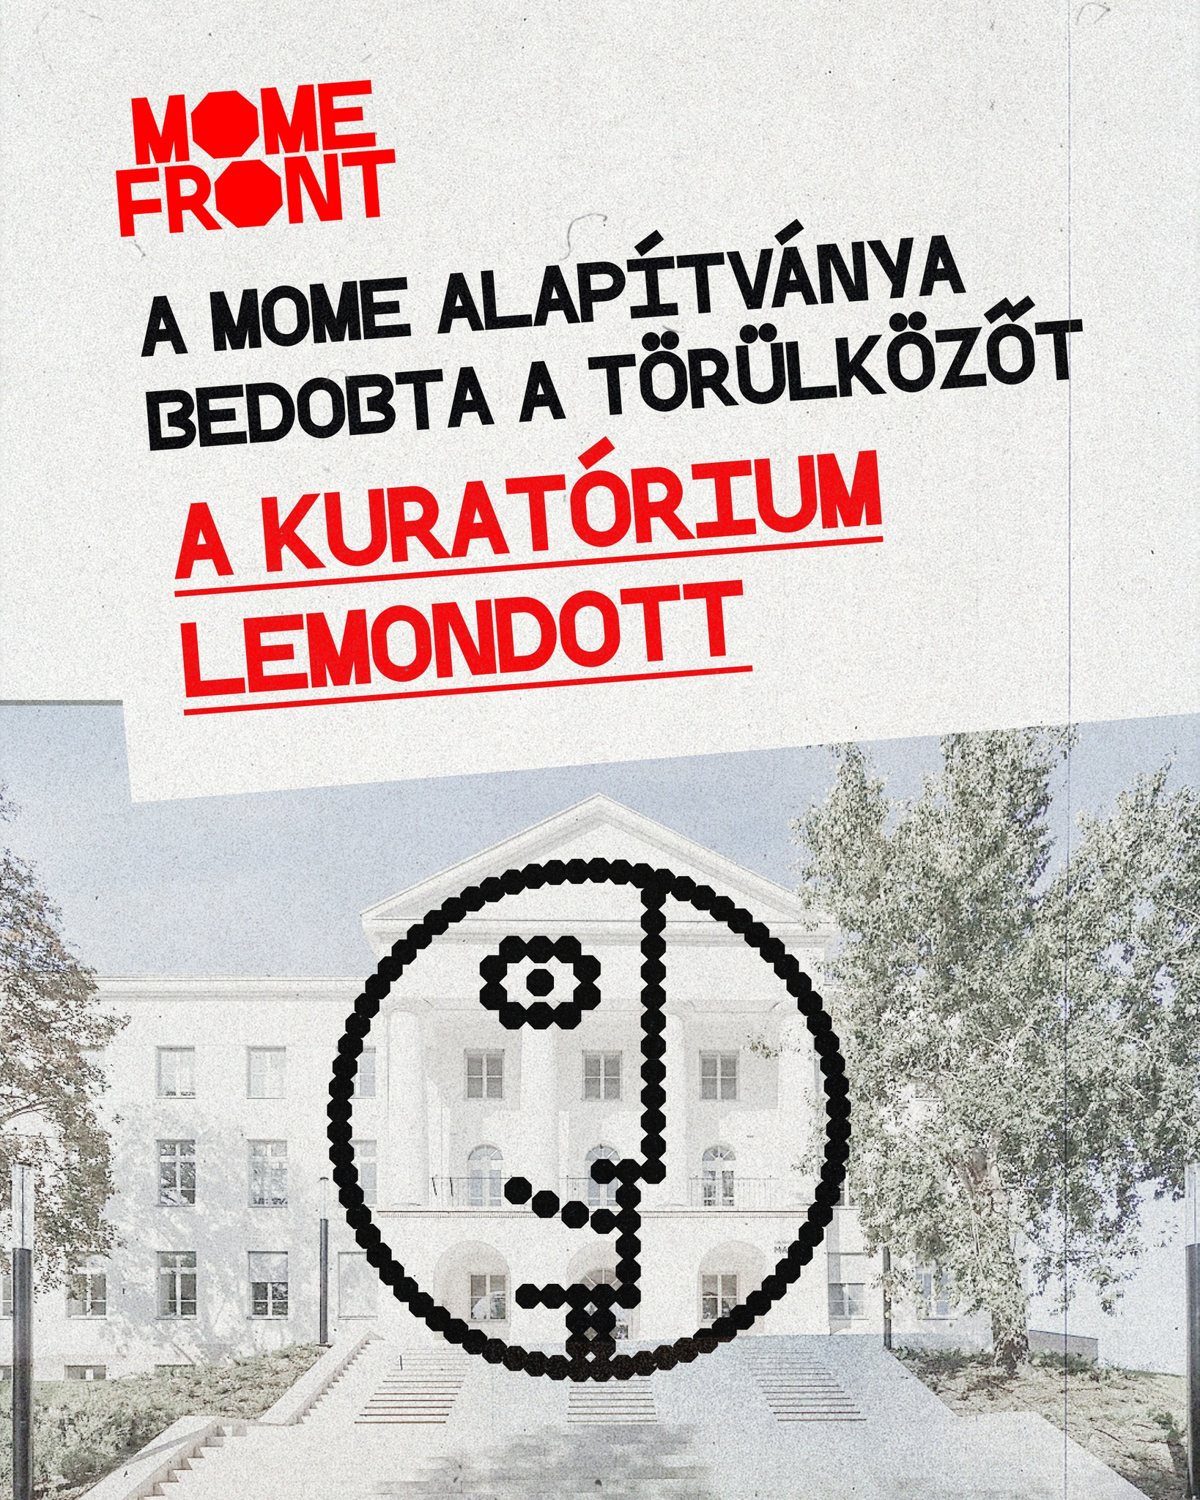 MOME
FRONT
A MOME ALAPÍTVÁNYA
BEDOBTA A TÖRÜLKÖZŐT
A KURATÓRIUM
LEMONDOTT